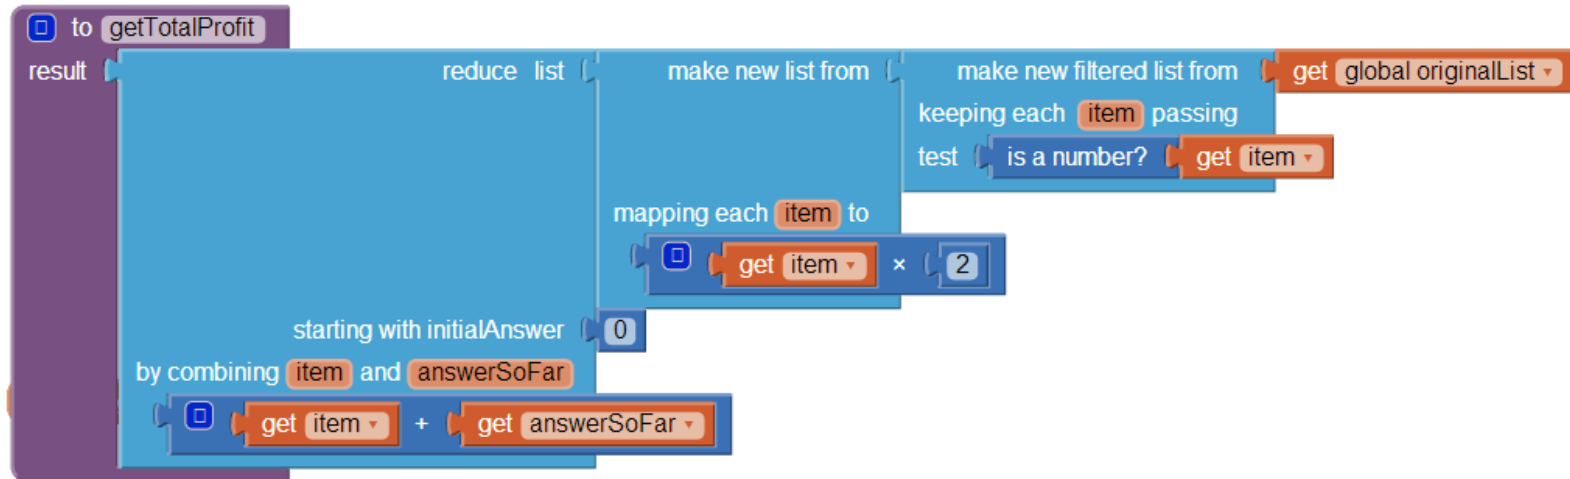 to getTotalProfit
result reduce list make new list from make new filtered list from get global originalList
keeping each item passing
test is a number? get item
mapping each item to
get item × 2
starting with initialAnswer 0
by combining item and answerSoFar
get item + get answerSoFar